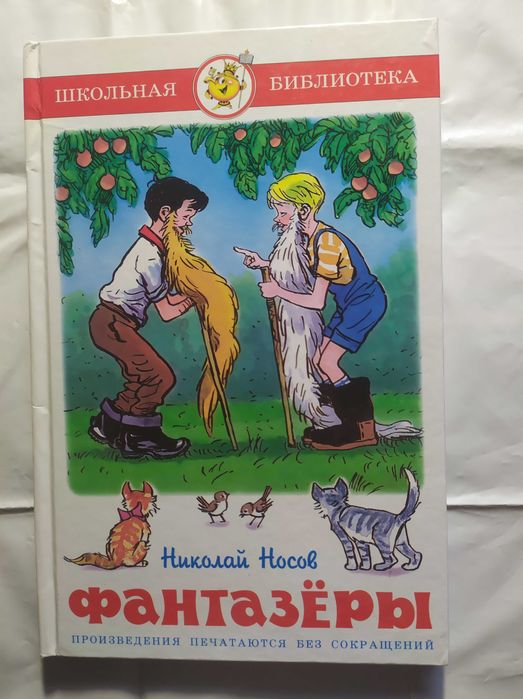 ШКОЛЬНАЯ БИБЛИОТЕКА
Николай Носов
ФАНТАЗЁРЫ
ПРОИЗВЕДЕНИЯ ПЕЧАТАЮТСЯ БЕЗ СОКРАЩЕНИЙ